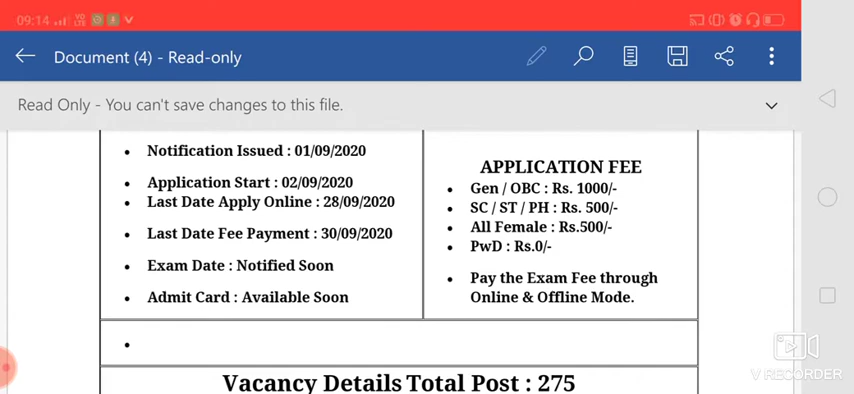 09:14
Document (4) - Read-only
Read Only - You can't save changes to this file.
• Notification Issued : 01/09/2020
• Application Start : 02/09/2020
• Last Date Apply Online : 28/09/2020
• Last Date Fee Payment : 30/09/2020
• Exam Date : Notified Soon
• Admit Card : Available Soon
APPLICATION FEE
• Gen / OBC : Rs. 1000/-
• SC / ST / PH : Rs. 500/-
• All Female : Rs.500/-
• PwD : Rs.0/-
• Pay the Exam Fee through
Online & Offline Mode.
•
Vacancy Details Total Post : 275
V RECORDER